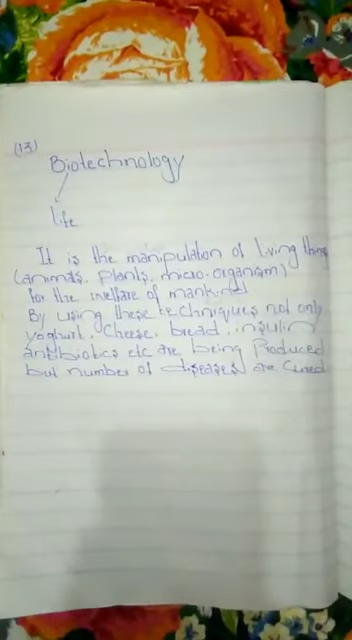 (13)
Biotechnology
life
It is the manipulation of living things
(animals, plants, micro-organism)
for the welfare of mankind
By using these techniques not only
yoghurt, cheese, bread, insulin
antibiotics etc are being Produced
but number of diseases are Cured